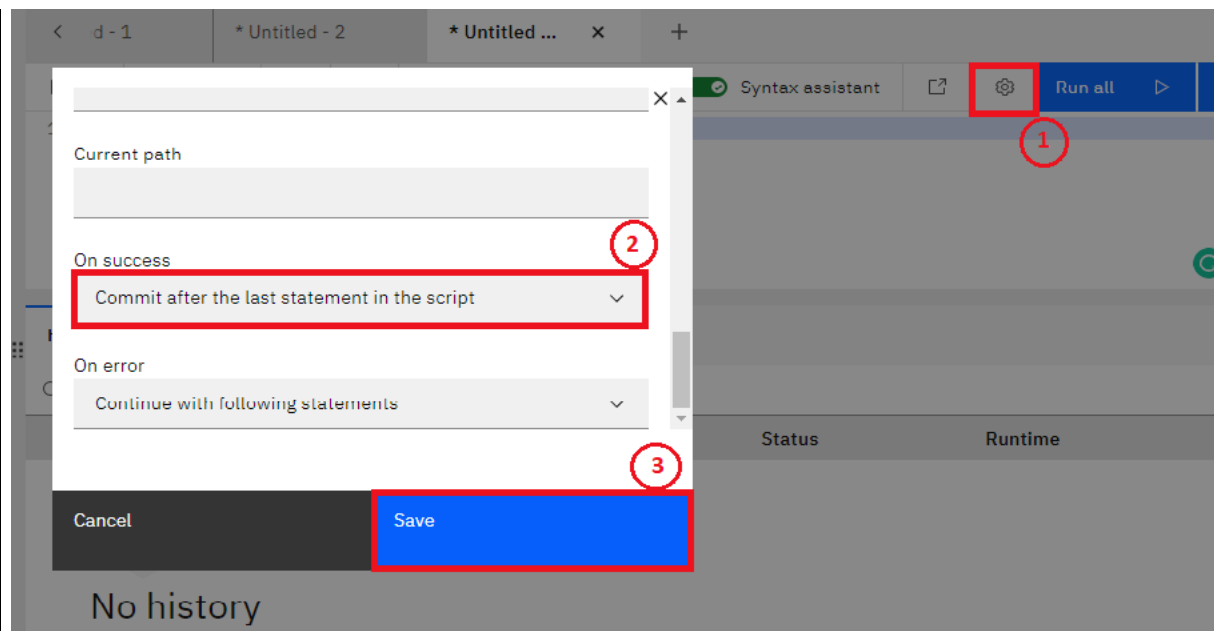 d - 1
* Untitled - 2
* Untitled ...
Syntax assistant
Run all
1
Current path
2
On success
Commit after the last statement in the script
On error
Continue with following statements
Status
Runtime
3
Cancel
Save
No history